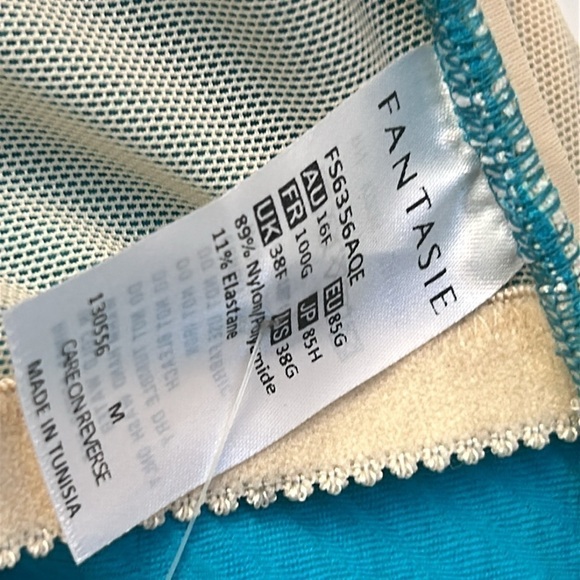 FANTASIE
FS6356AQE
AU 16F EU 85G
FR 100G JP 85H
UK 38F US 38G
89% Nylon/Polyamide
11% Elastane
130556 M
CARE ON REVERSE
MADE IN TUNISIA